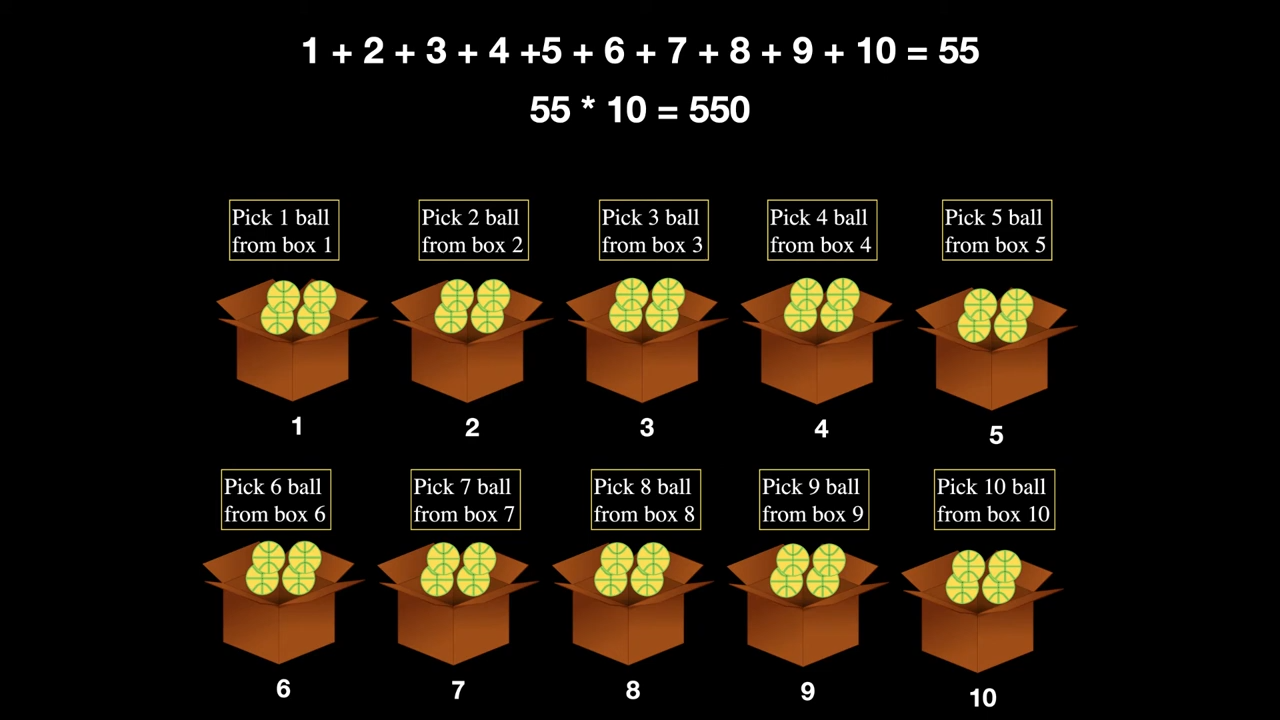 1 + 2 + 3 + 4 +5 + 6 + 7 + 8 + 9 + 10 = 55
55 * 10 = 550
Pick 1 ball
from box 1
Pick 2 ball
from box 2
Pick 3 ball
from box 3
Pick 4 ball
from box 4
Pick 5 ball
from box 5
1
2
3
4
5
Pick 6 ball
from box 6
Pick 7 ball
from box 7
Pick 8 ball
from box 8
Pick 9 ball
from box 9
Pick 10 ball
from box 10
6
7
8
9
10